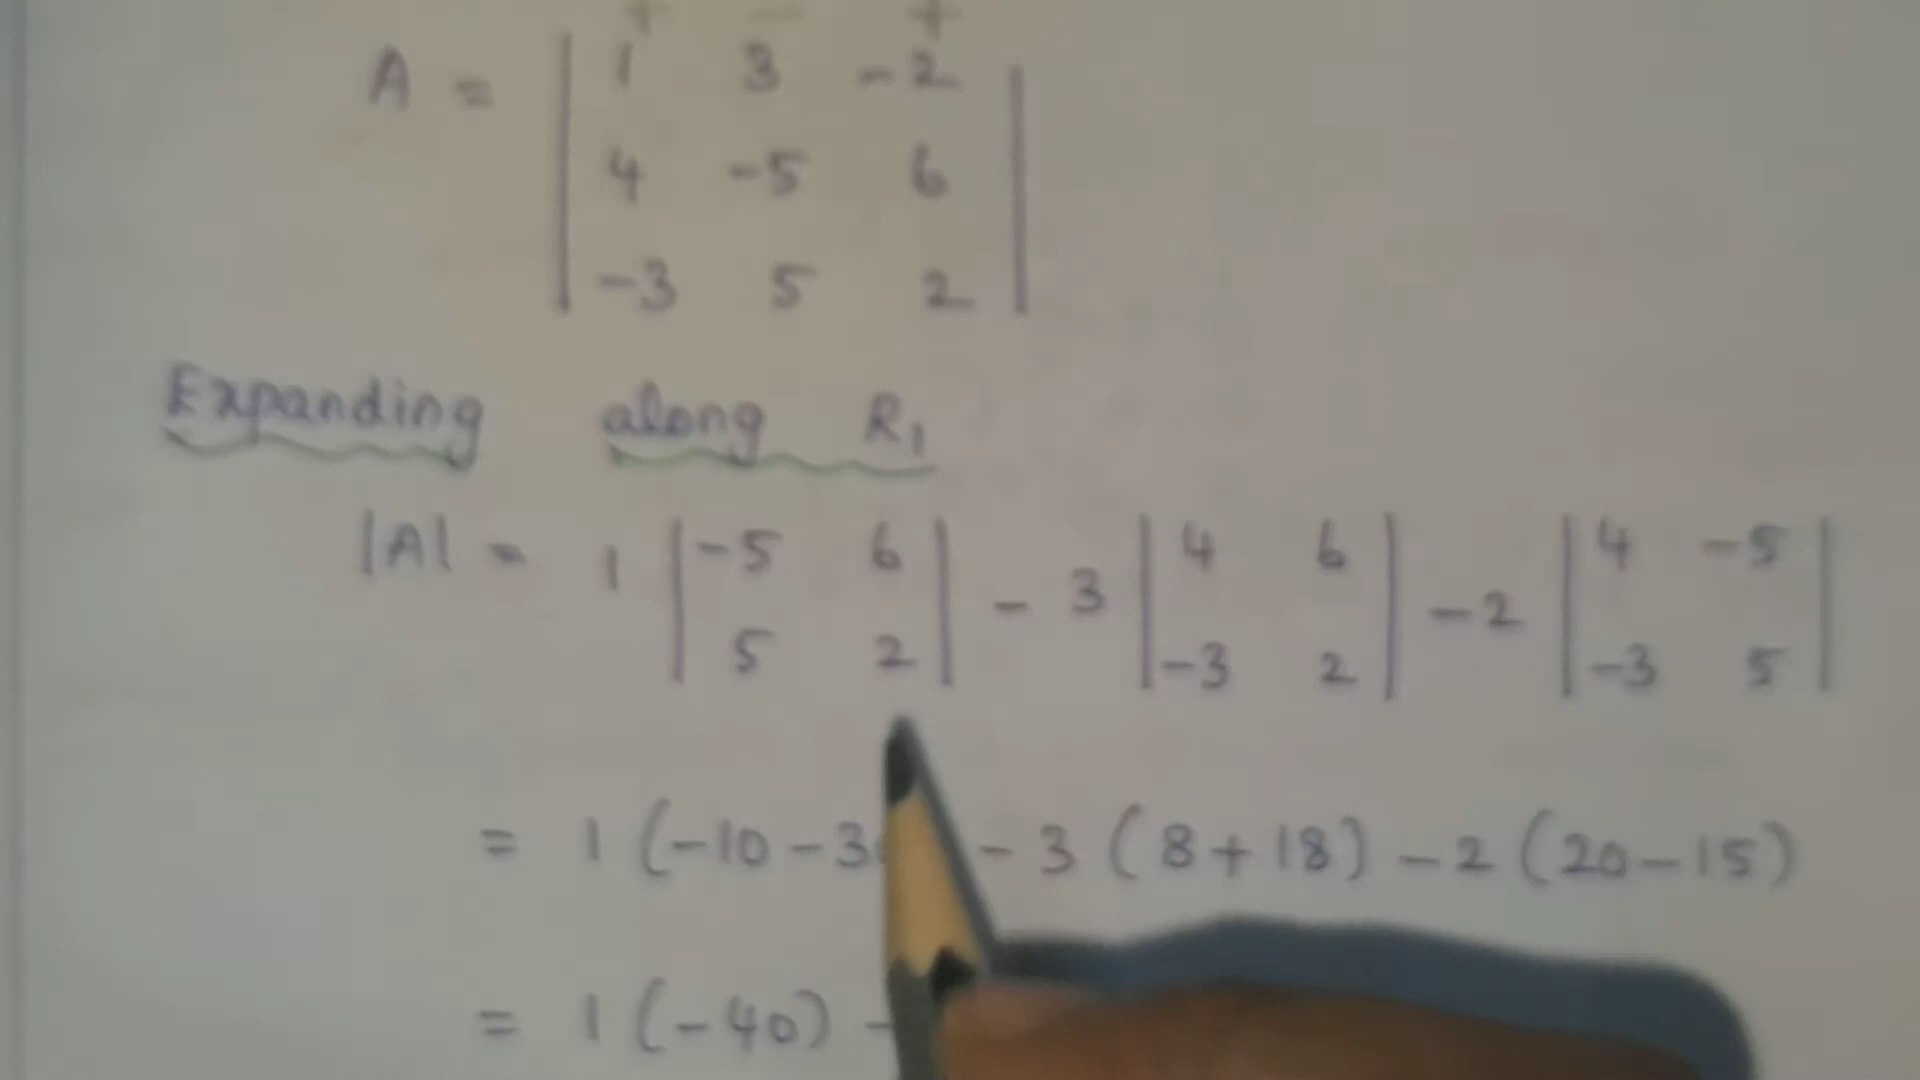 + − +
A = | 1 3 -2 |
| 4 -5 6 |
| -3 5 2 |
Expanding along R₁
|A| = 1 | -5 6 | - 3 | 4 6 | -2 | 4 -5 |
| 5 2 | | -3 2 | | -3 5 |
= 1 (-10 - 3 - 3 (8 + 18) - 2 (20 - 15)
= 1 (-40) -